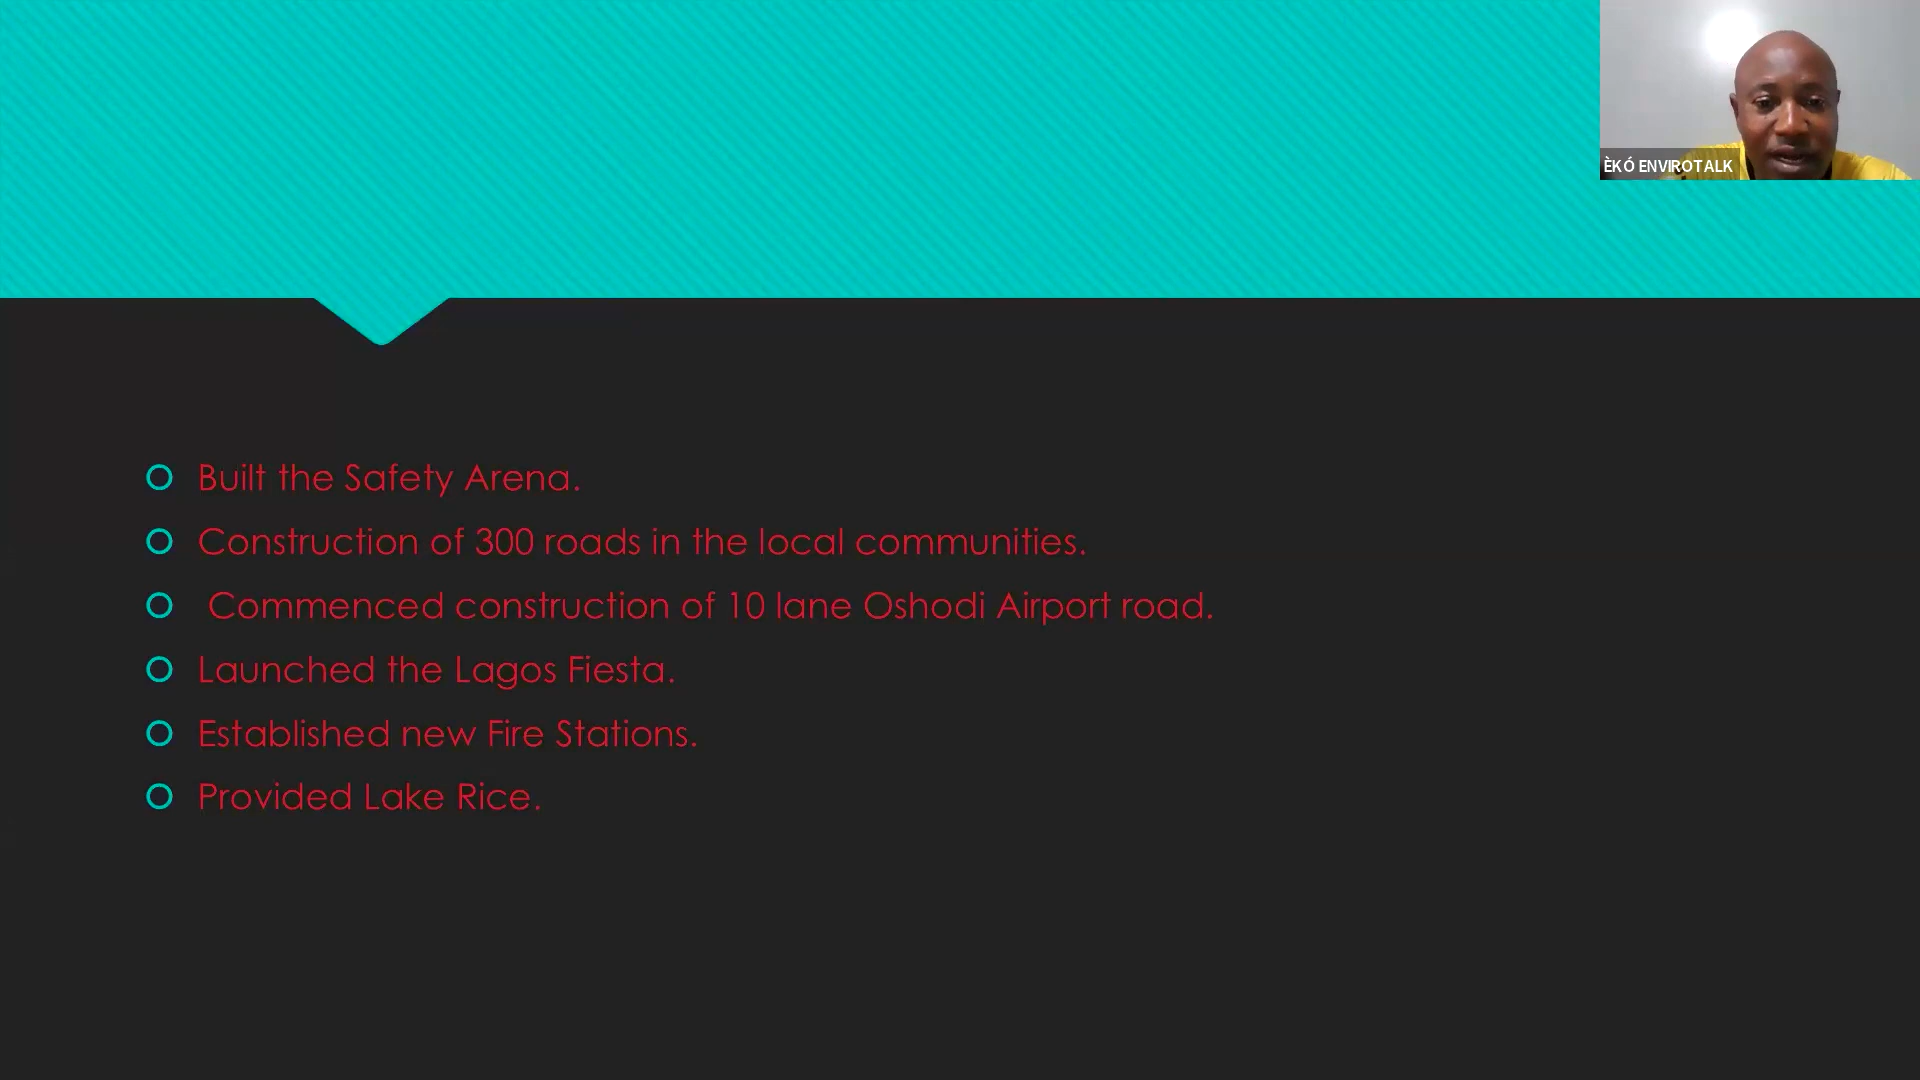 ÈKÓ ENVIROTALK
Built the Safety Arena.
Construction of 300 roads in the local communities.
Commenced construction of 10 lane Oshodi Airport road.
Launched the Lagos Fiesta.
Established new Fire Stations.
Provided Lake Rice.